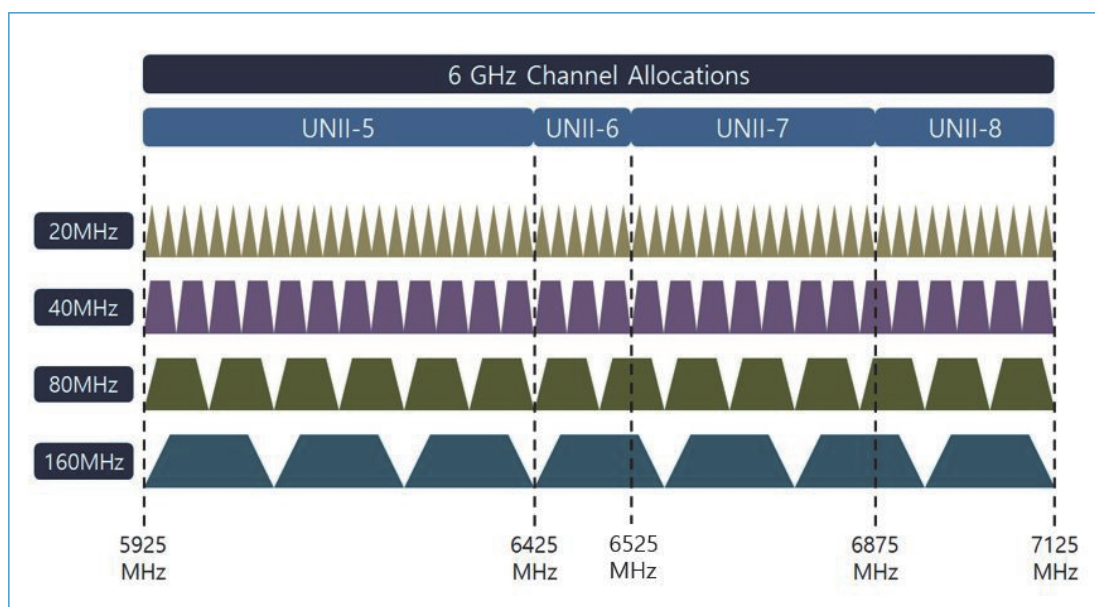 6 GHz Channel Allocations
UNII-5 UNII-6 UNII-7 UNII-8
20MHz
40MHz
80MHz
160MHz
5925 6425 6525 6875 7125
MHz MHz MHz MHz MHz